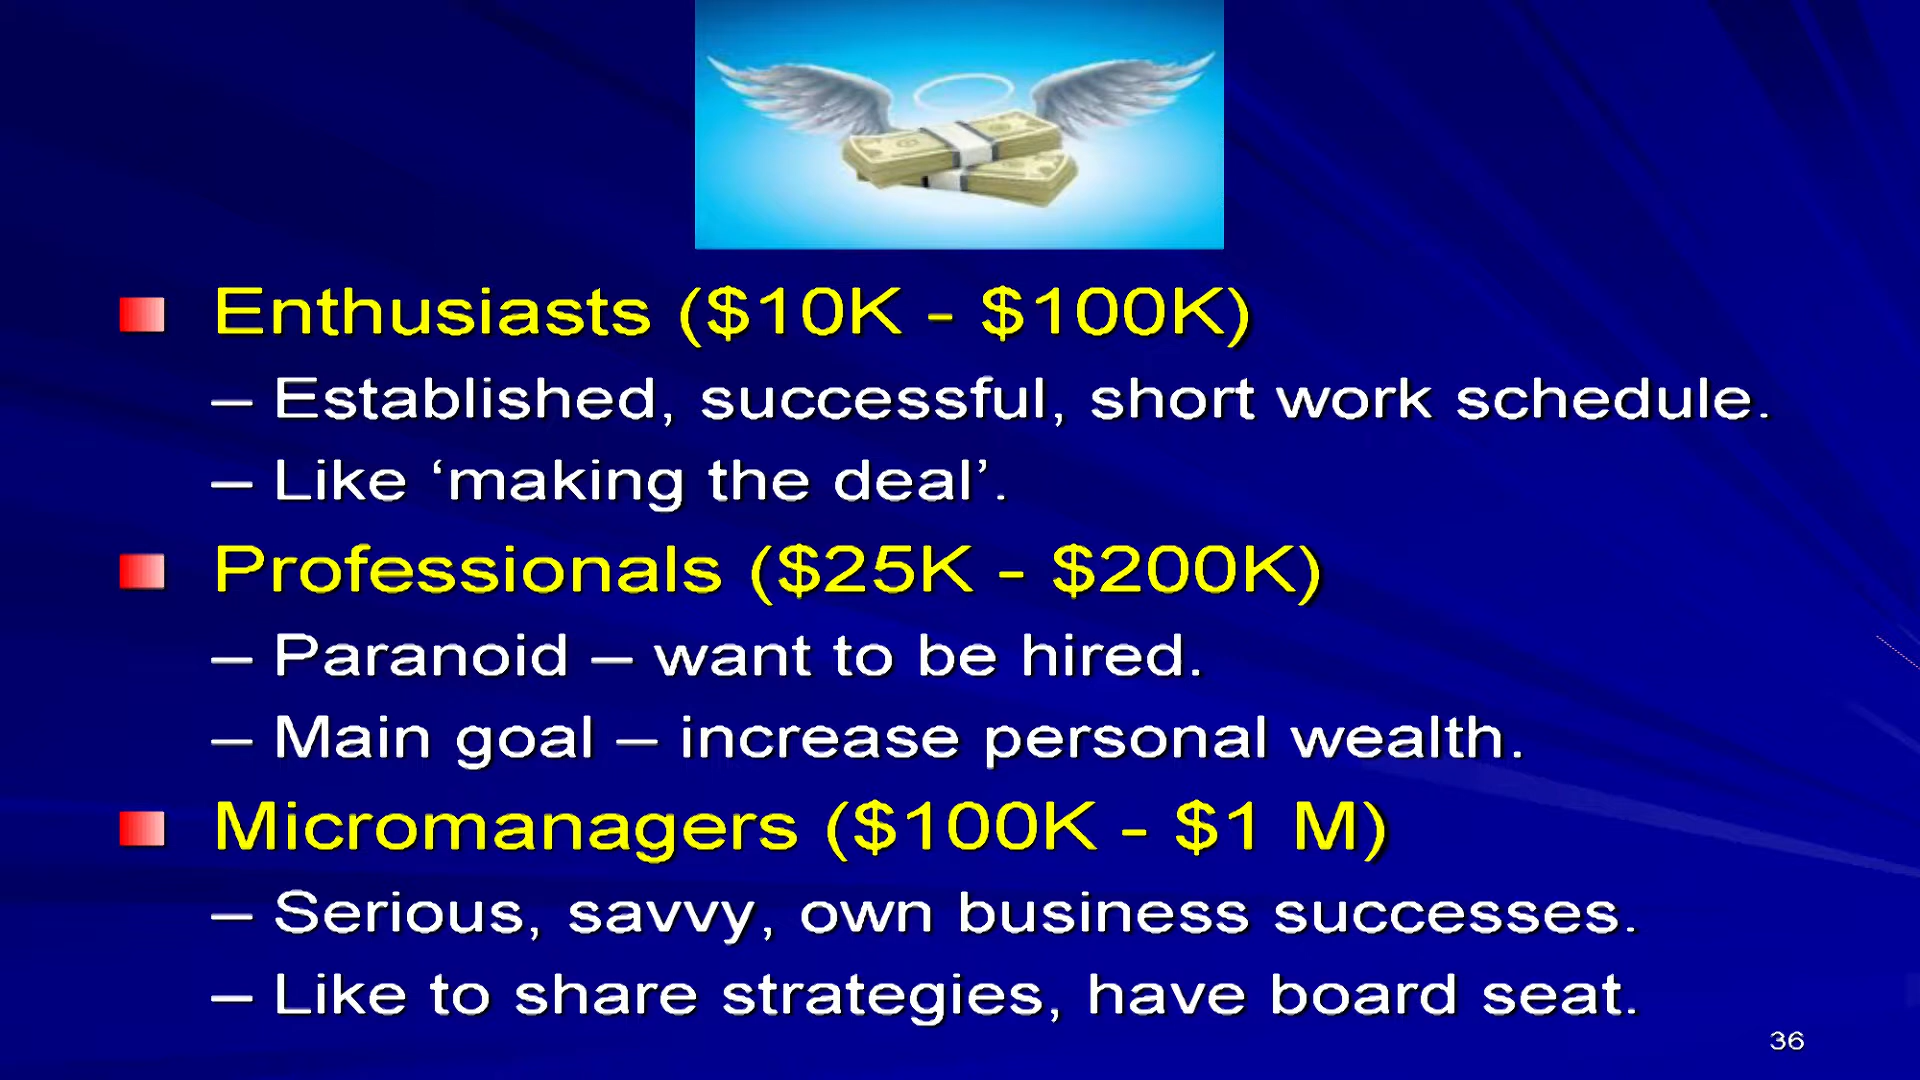 Enthusiasts ($10K - $100K)
– Established, successful, short work schedule.
– Like ‘making the deal’.
Professionals ($25K - $200K)
– Paranoid – want to be hired.
– Main goal – increase personal wealth.
Micromanagers ($100K - $1 M)
– Serious, savvy, own business successes.
– Like to share strategies, have board seat.
36